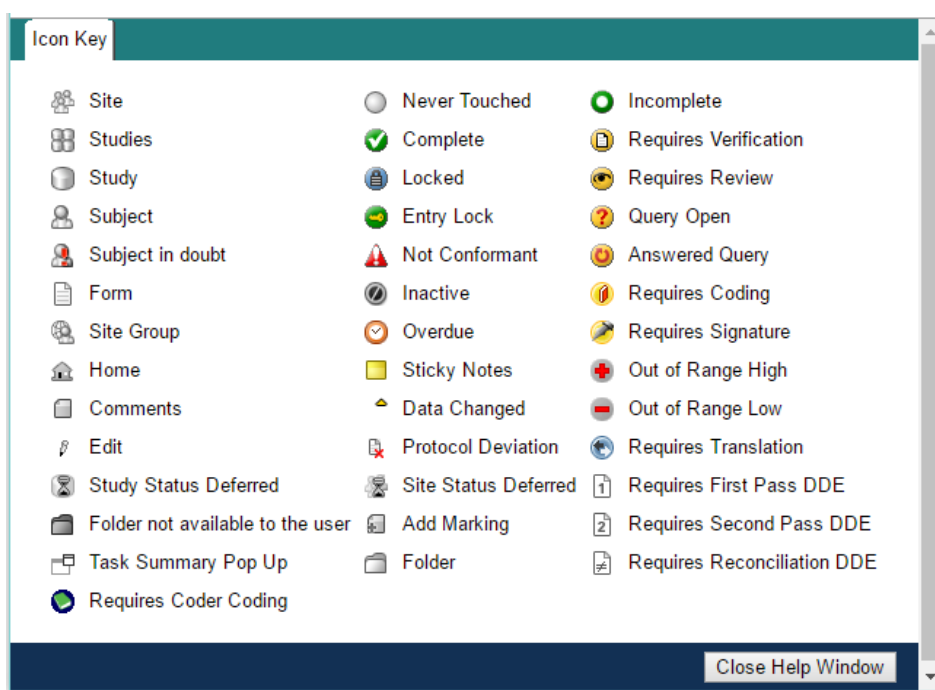 Icon Key
Site
Never Touched
Incomplete
Studies
Complete
Requires Verification
Study
Locked
Requires Review
Subject
Entry Lock
Query Open
Subject in doubt
Not Conformant
Answered Query
Form
Inactive
Requires Coding
Site Group
Overdue
Requires Signature
Home
Sticky Notes
Out of Range High
Comments
Data Changed
Out of Range Low
Edit
Protocol Deviation
Requires Translation
Study Status Deferred
Site Status Deferred
1
Requires First Pass DDE
Folder not available to the user
Add Marking
2
Requires Second Pass DDE
Task Summary Pop Up
Folder
≠
Requires Reconciliation DDE
Requires Coder Coding
Close Help Window